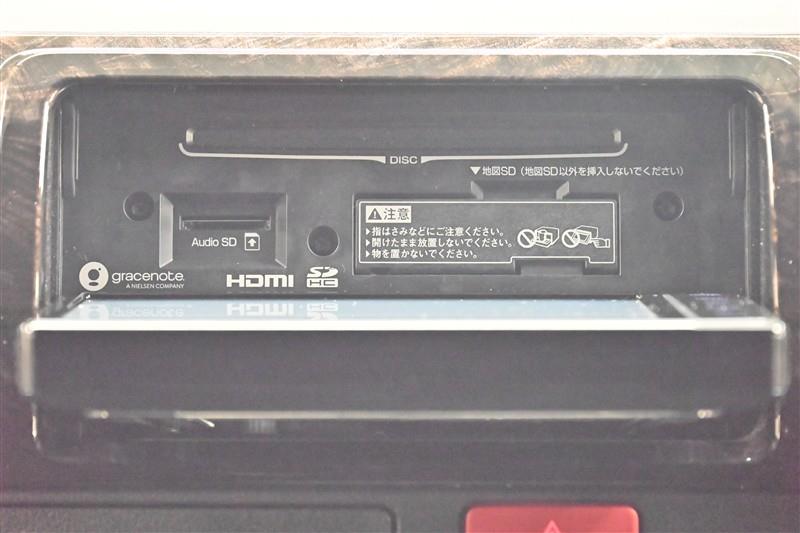 DISC
▼地図SD（地図SD以外を挿入しないでください）
Audio SD
注意
▶指はさみなどにご注意ください。
▶開けたまま放置しないでください。
▶物を置かないでください。
gracenote.
A NIELSEN COMPANY
HDMI
SD
HC